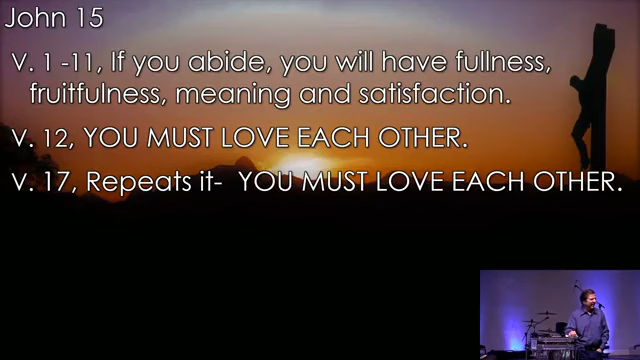 John 15
V. 1 -11, If you abide, you will have fullness,
fruitfulness, meaning and satisfaction.
V. 12, YOU MUST LOVE EACH OTHER.
V. 17, Repeats it-  YOU MUST LOVE EACH OTHER.